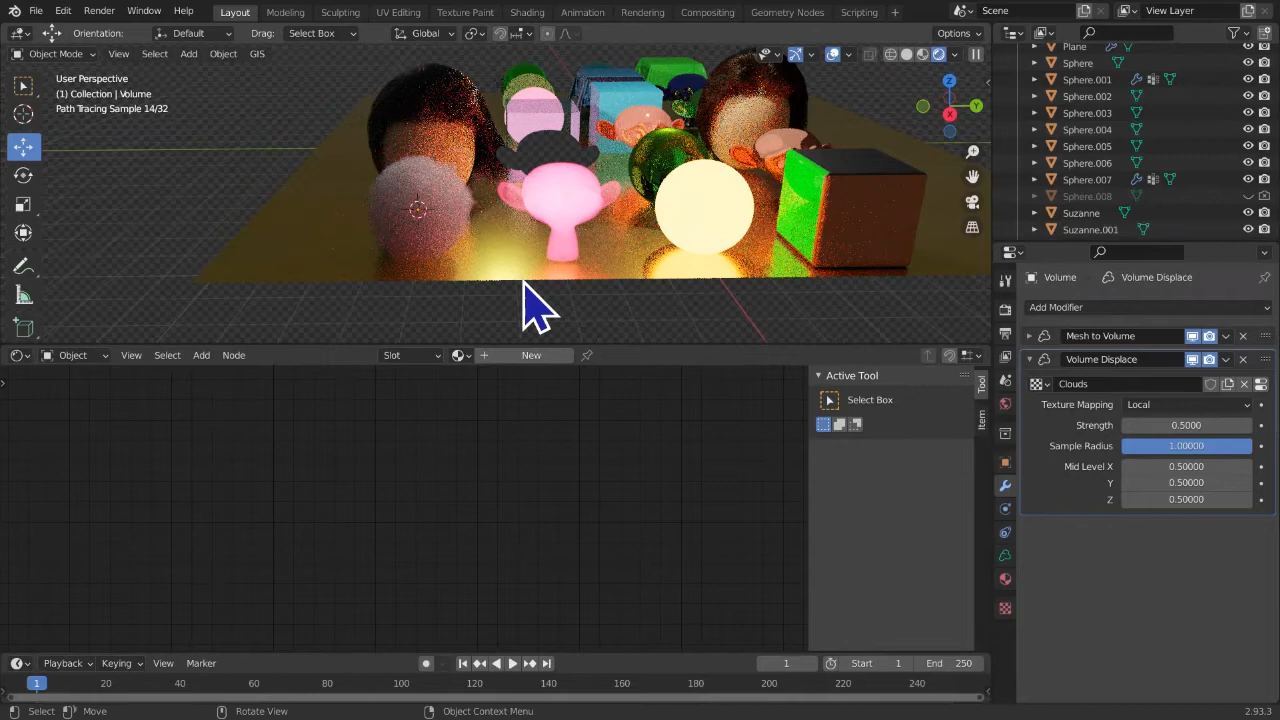 File Edit Render Window Help Layout Modeling Sculpting UV Editing Texture Paint Shading Animation Rendering Compositing Geometry Nodes Scripting + Scene View Layer
Orientation: Default Drag: Select Box Global Options
Object Mode View Select Add Object GIS
User Perspective
(1) Collection | Volume
Path Tracing Sample 14/32
Z
Y
X
Plane
Sphere
Sphere.001
Sphere.002
Sphere.003
Sphere.004
Sphere.005
Sphere.006
Sphere.007
Sphere.008
Suzanne
Suzanne.001
Volume Volume Displace
Add Modifier
Mesh to Volume
Volume Displace
Clouds
Texture Mapping Local
Strength 0.5000
Sample Radius 1.00000
Mid Level X 0.50000
Y 0.50000
Z 0.50000
Object View Select Add Node Slot New
Active Tool
Select Box
Tool
Item
Playback Keying View Marker 1 Start 1 End 250
1 20 40 60 80 100 120 140 160 180 200 220 240
Select Move Rotate View Object Context Menu 2.93.3